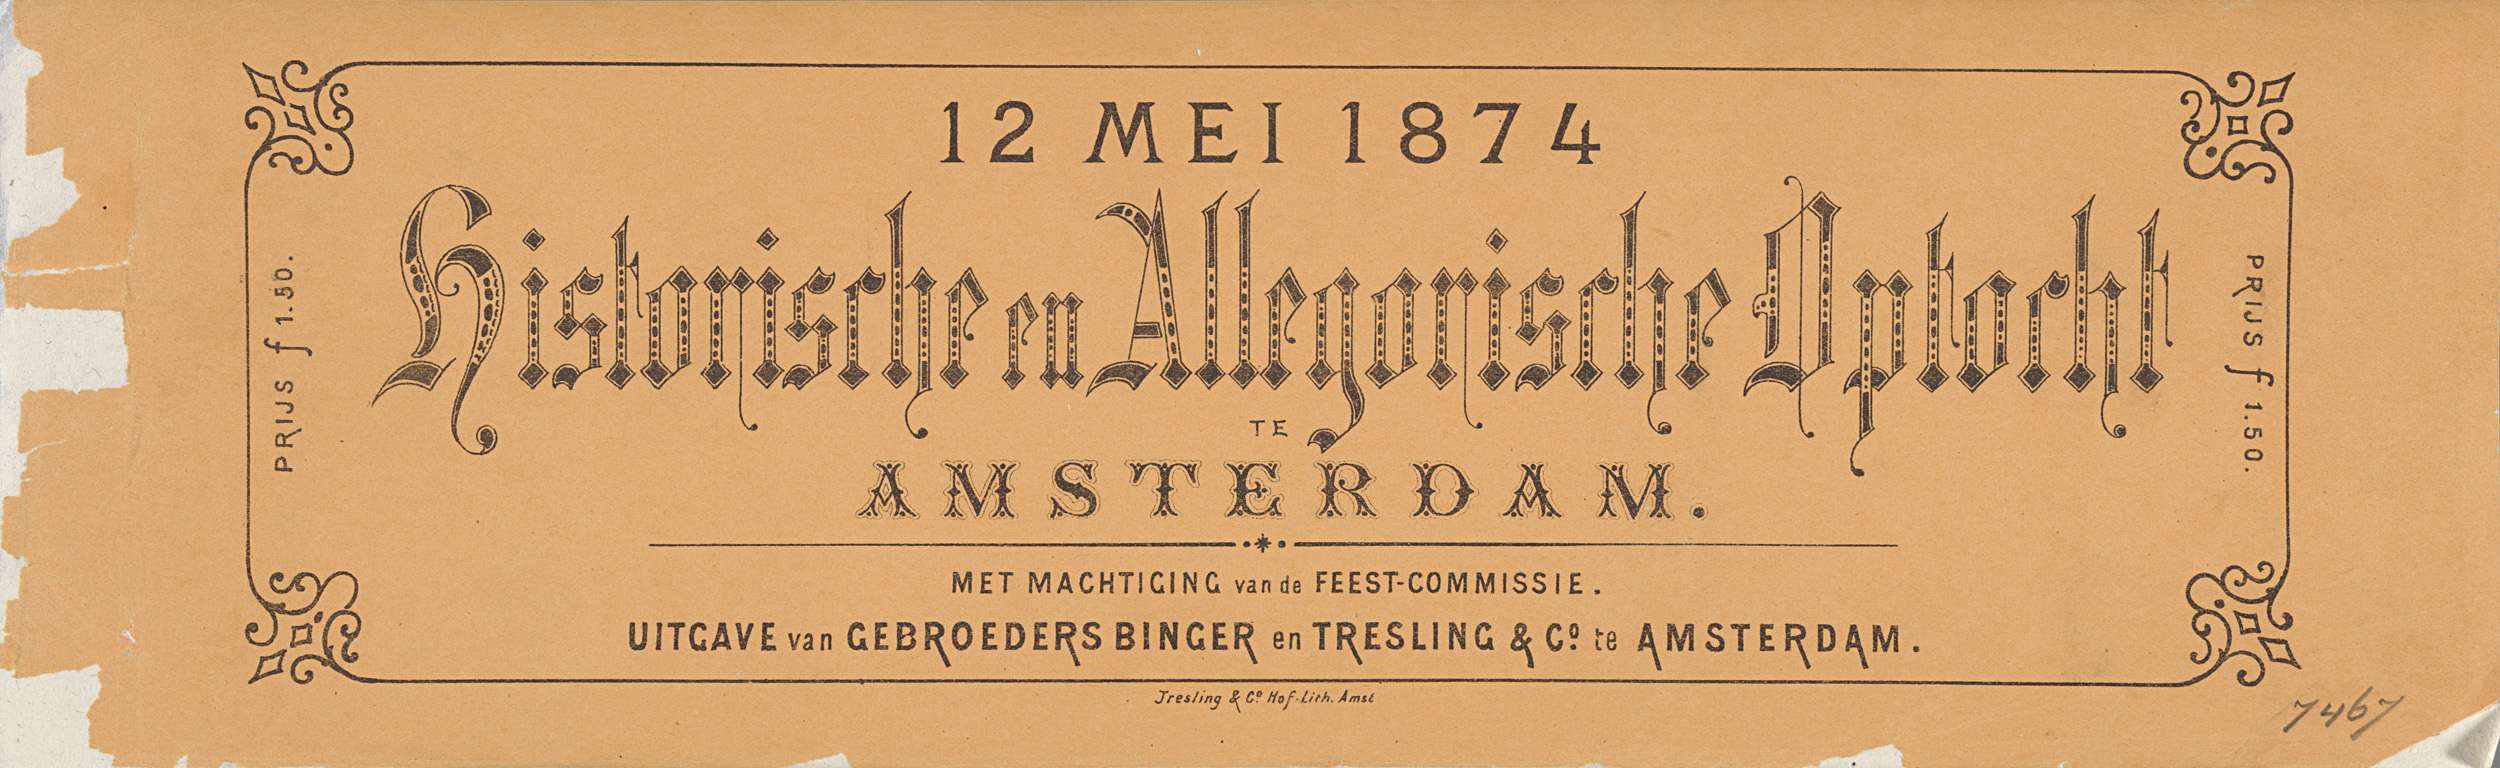 12 MEI 1874
Historische en Allegorische Optocht
TE
AMSTERDAM.
PRIJS f 1.50.
PRIJS f 1.50.
MET MACHTIGING van de FEEST-COMMISSIE.
UITGAVE van GEBROEDERS BINGER en TRESLING & Cº. te AMSTERDAM.
Tresling & Cº. Hof-Lith. Amst
7467